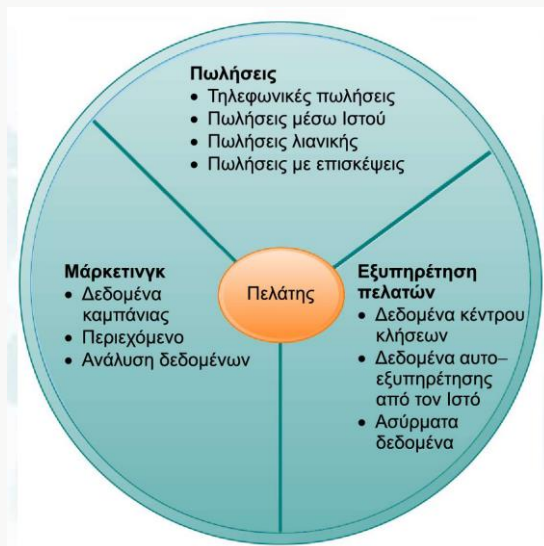 Πωλήσεις
• Τηλεφωνικές πωλήσεις
• Πωλήσεις μέσω Ιστού
• Πωλήσεις λιανικής
• Πωλήσεις με επισκέψεις
Μάρκετινγκ
• Δεδομένα
καμπάνιας
• Περιεχόμενο
• Ανάλυση δεδομένων
Πελάτης
Εξυπηρέτηση
πελατών
• Δεδομένα κέντρου
κλήσεων
• Δεδομένα αυτο–
εξυπηρέτησης
από τον Ιστό
• Ασύρματα
δεδομένα